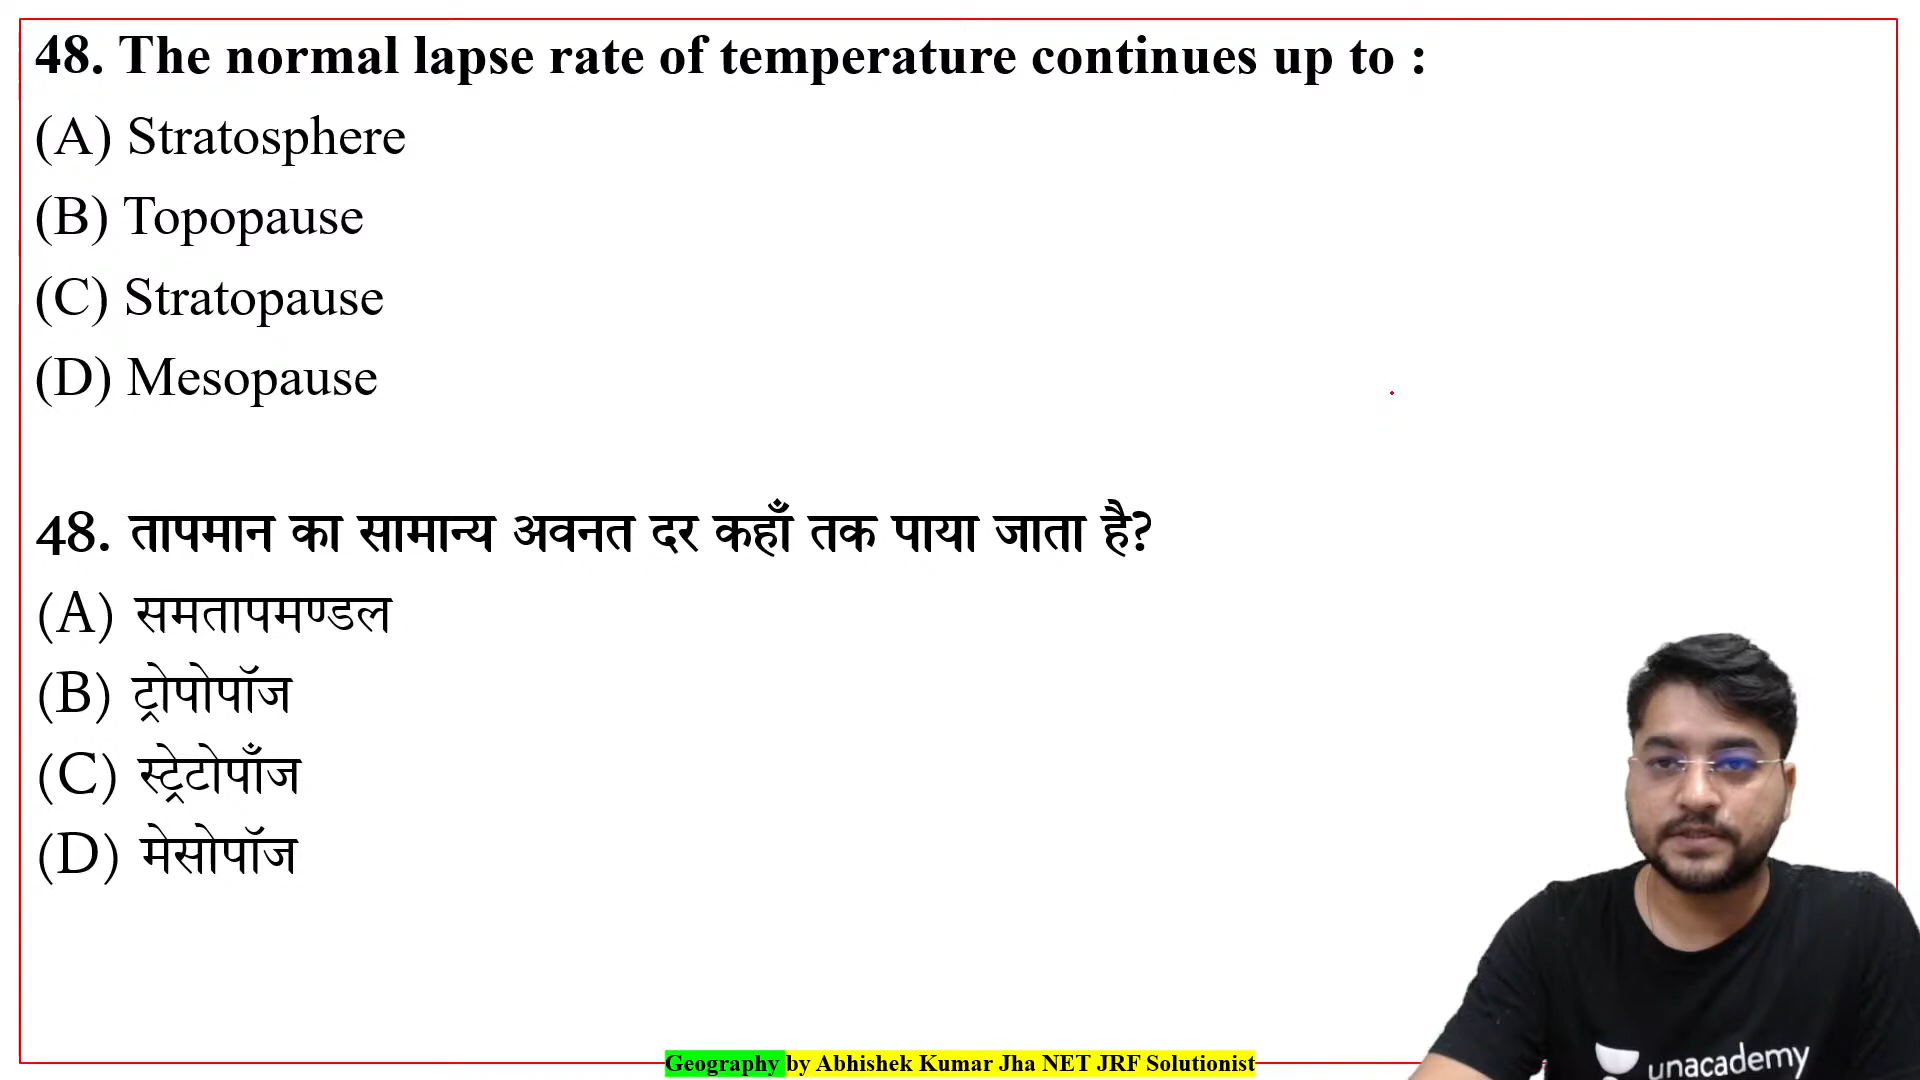 48. The normal lapse rate of temperature continues up to :
(A) Stratosphere
(B) Topopause
(C) Stratopause
(D) Mesopause
48. तापमान का सामान्य अवनत दर कहाँ तक पाया जाता है?
(A) समतापमण्डल
(B) ट्रोपोपॉज
(C) स्ट्रेटोपाँज
(D) मेसोपॉज
Geography by Abhishek Kumar Jha NET JRF Solutionist
unacademy